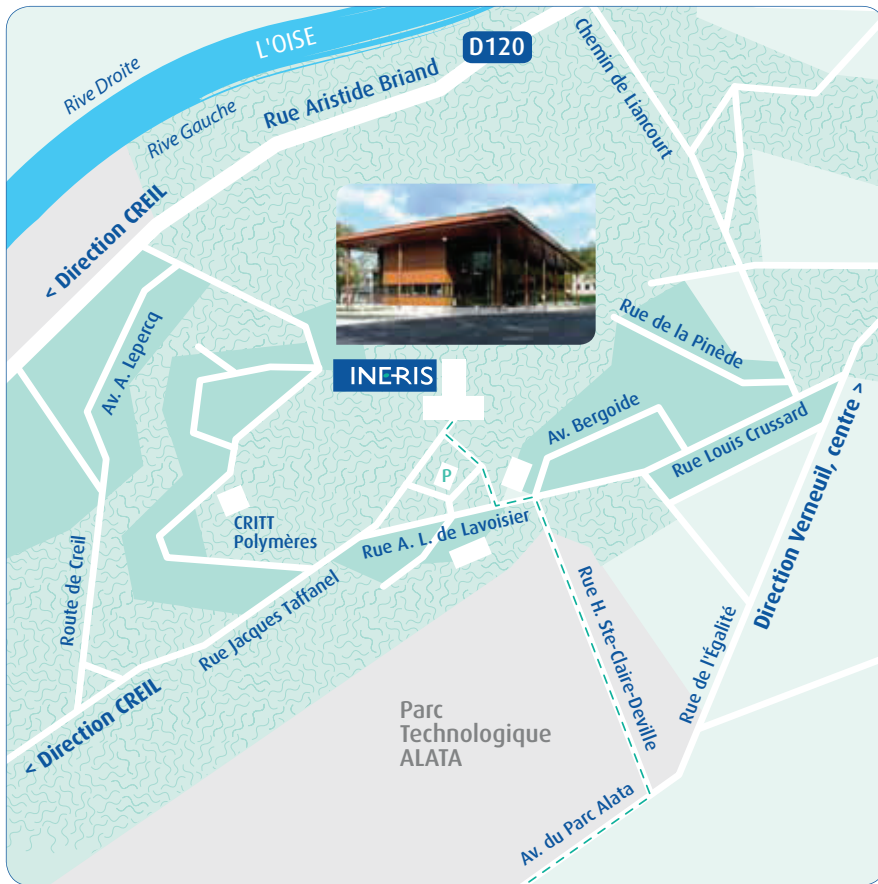 L'OISE
D120
Rive Droite
Rive Gauche
Rue Aristide Briand
Chemin de Liancourt
< Direction CREIL
Av. A. Lepercq
Rue de la Pinède
INERIS
Av. Bergoide
Rue Louis Crussard
Direction Verneuil, centre >
P
CRITT
Polymères
Rue A. L. de Lavoisier
Route de Creil
Rue Jacques Taffanel
Rue H. Ste-Claire-Deville
Rue de l'Égalité
< Direction CREIL
Parc
Technologique
ALATA
Av. du Parc Alata